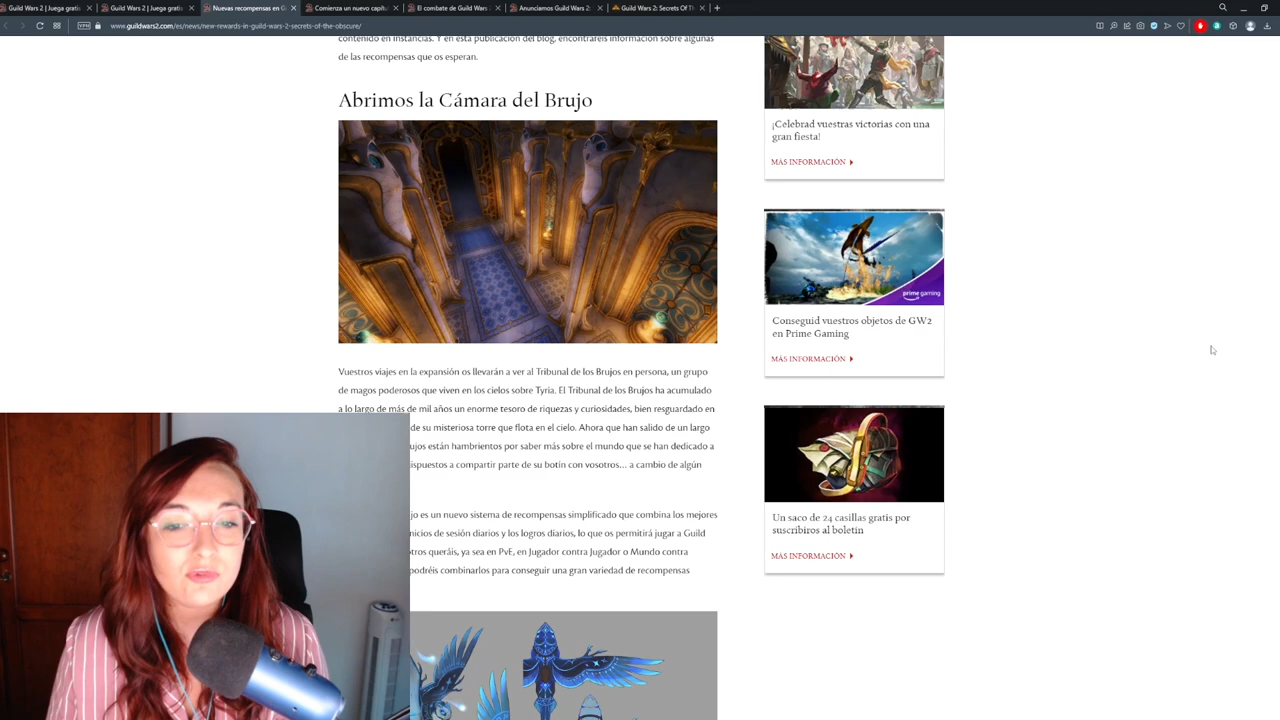 Guild Wars 2 | Juega grati
Guild Wars 2 | Juega grati
Nuevas recompensas en G
Comienza un nuevo capítu
El combate de Guild Wars
Anunciamos Guild Wars 2:
Guild Wars 2: Secrets Of Th
VPN
www.guildwars2.com/es/news/new-rewards-in-guild-wars-2-secrets-of-the-obscure/
contenido en instancias. Y en esta publicación del blog, encontraréis información sobre algunas
de las recompensas que os esperan.
Abrimos la Cámara del Brujo
Vuestros viajes en la expansión os llevarán a ver al Tribunal de los Brujos en persona, un grupo
de magos poderosos que viven en los cielos sobre Tyria. El Tribunal de los Brujos ha acumulado
a lo largo de más de mil años un enorme tesoro de riquezas y curiosidades, bien resguardado en
de su misteriosa torre que flota en el cielo. Ahora que han salido de un largo
ujos están hambrientos por saber más sobre el mundo que se han dedicado a
ispuestos a compartir parte de su botín con vosotros... a cambio de algún
jo es un nuevo sistema de recompensas simplificado que combina los mejores
nicios de sesión diarios y los logros diarios, lo que os permitirá jugar a Guild
otros queráis, ya sea en PvE, en Jugador contra Jugador o Mundo contra
podréis combinarlos para conseguir una gran variedad de recompensas
¡Celebrad vuestras victorias con una
gran fiesta!
MÁS INFORMACIÓN
prime gaming
Conseguid vuestros objetos de GW2
en Prime Gaming
MÁS INFORMACIÓN
Un saco de 24 casillas gratis por
suscribiros al boletín
MÁS INFORMACIÓN